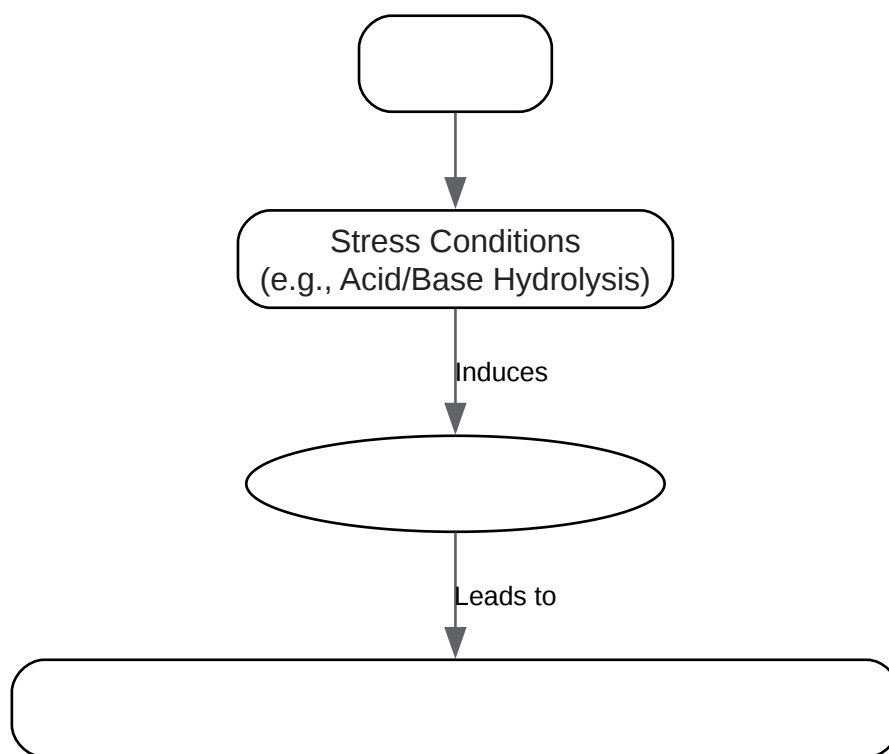 Stress Conditions
(e.g., Acid/Base Hydrolysis)
Induces
Leads to